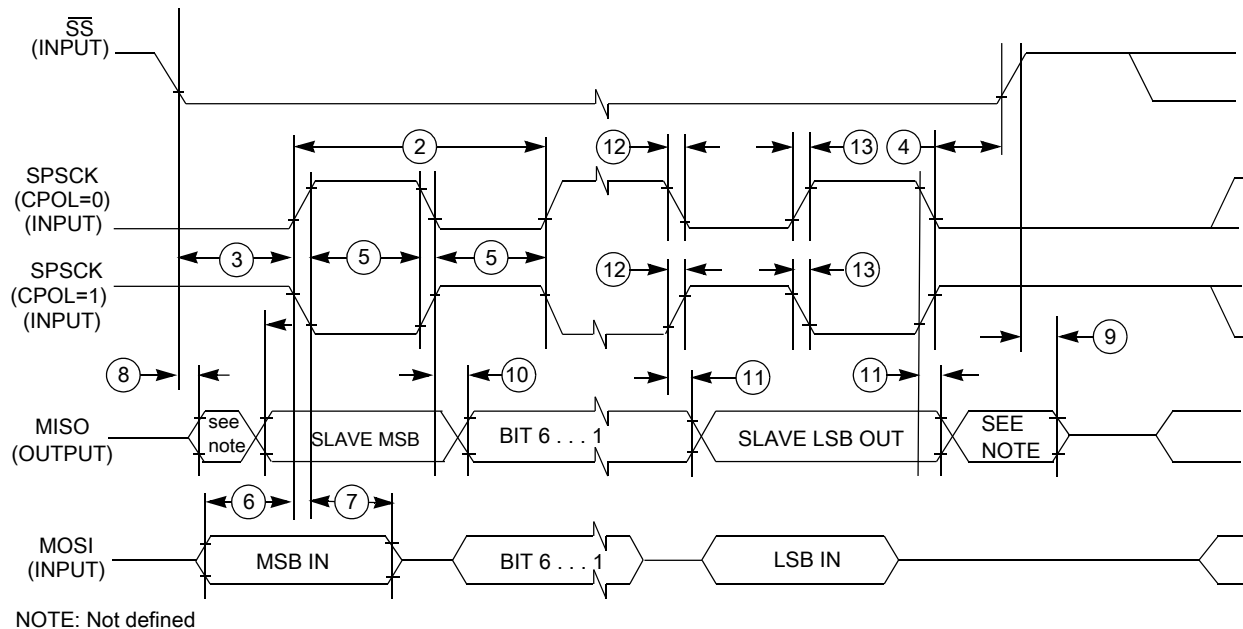 SS
(INPUT)
2
12
13
4
SPSCK
(CPOL=0)
(INPUT)
3
5
5
SPSCK
(CPOL=1)
(INPUT)
12
13
9
8
10
11
11
MISO
(OUTPUT)
see
note
SLAVE MSB
BIT 6 . . . 1
SLAVE LSB OUT
SEE
NOTE
6
7
MOSI
(INPUT)
MSB IN
BIT 6 . . . 1
LSB IN
NOTE: Not defined